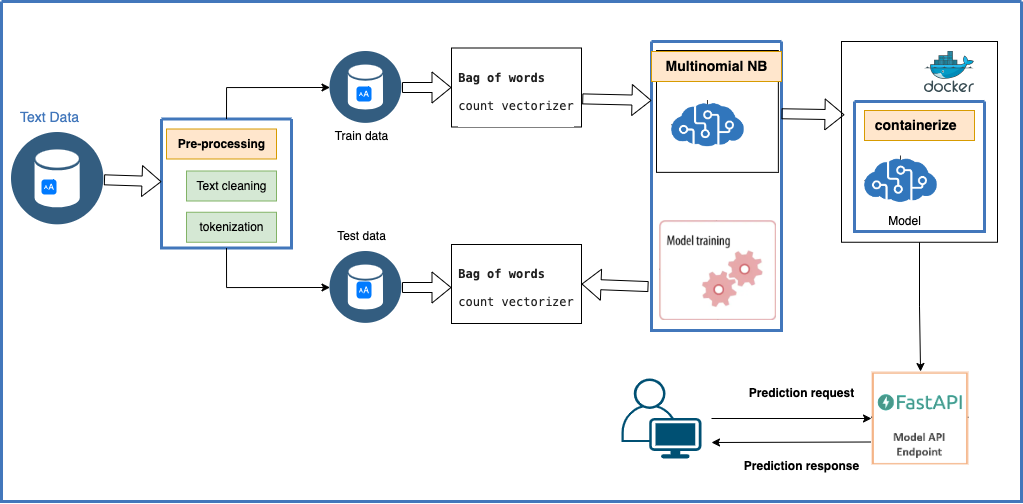 Text Data
Pre-processing
Text cleaning
tokenization
Train data
Bag of words
count vectorizer
Test data
Bag of words
count vectorizer
Multinomial NB
Model training
docker
containerize
Model
Prediction request
Prediction response
FastAPI
Model API
Endpoint